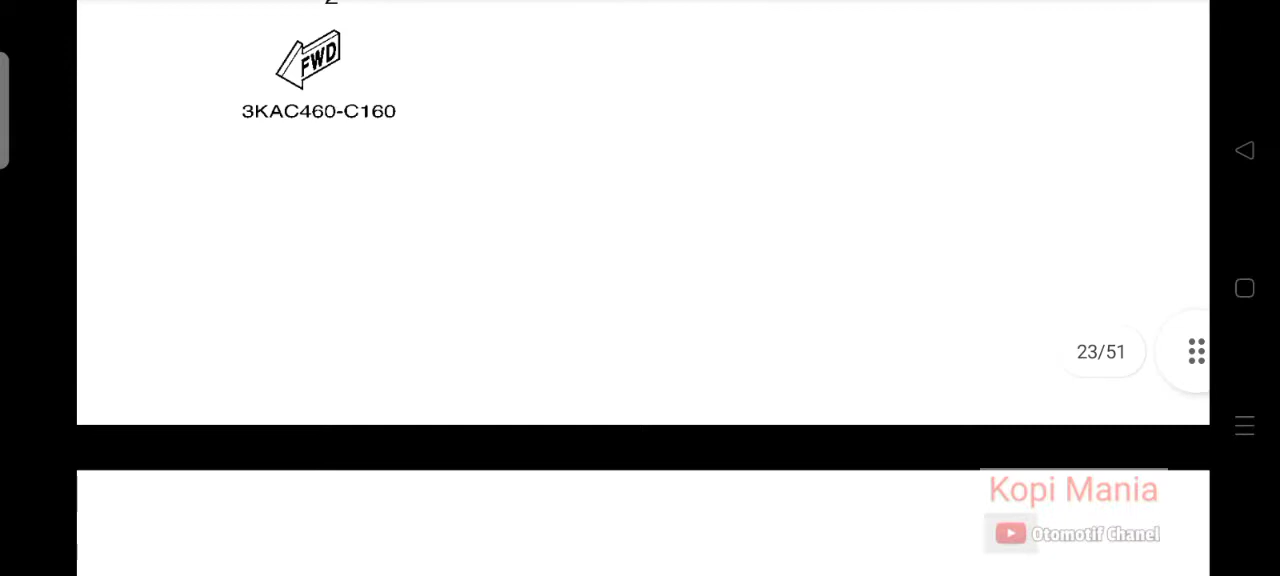 FWD
3KAC460-C160
23/51
Kopi Mania
Otomotif Chanel